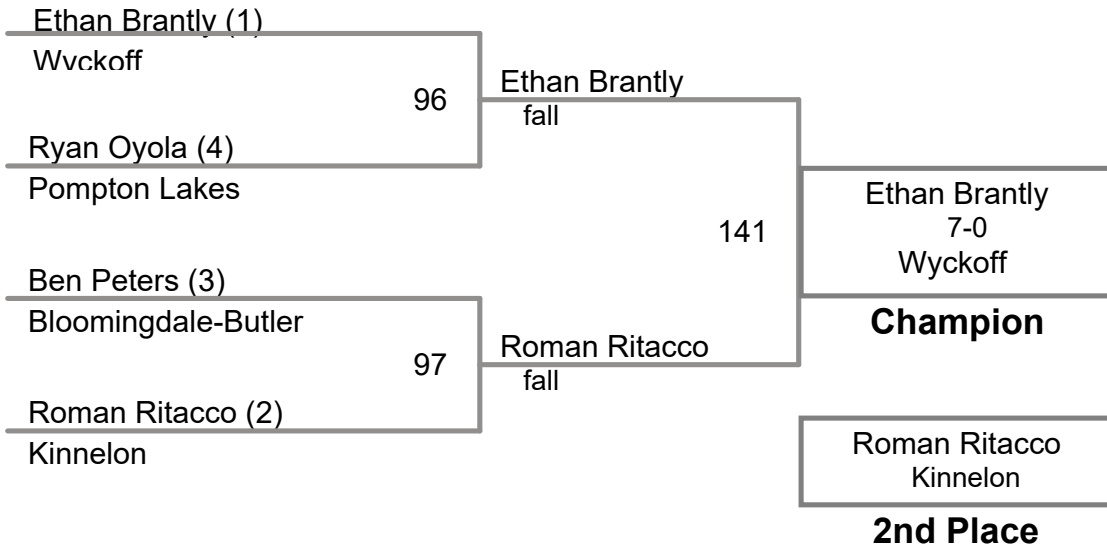 Ethan Brantly (1)
Wyckoff
96
Ethan Brantly
fall
Ryan Oyola (4)
Pompton Lakes
141
Ethan Brantly
7-0
Wyckoff
Champion
Ben Peters (3)
Bloomingdale-Butler
97
Roman Ritacco
fall
Roman Ritacco (2)
Kinnelon
Roman Ritacco
Kinnelon
2nd Place